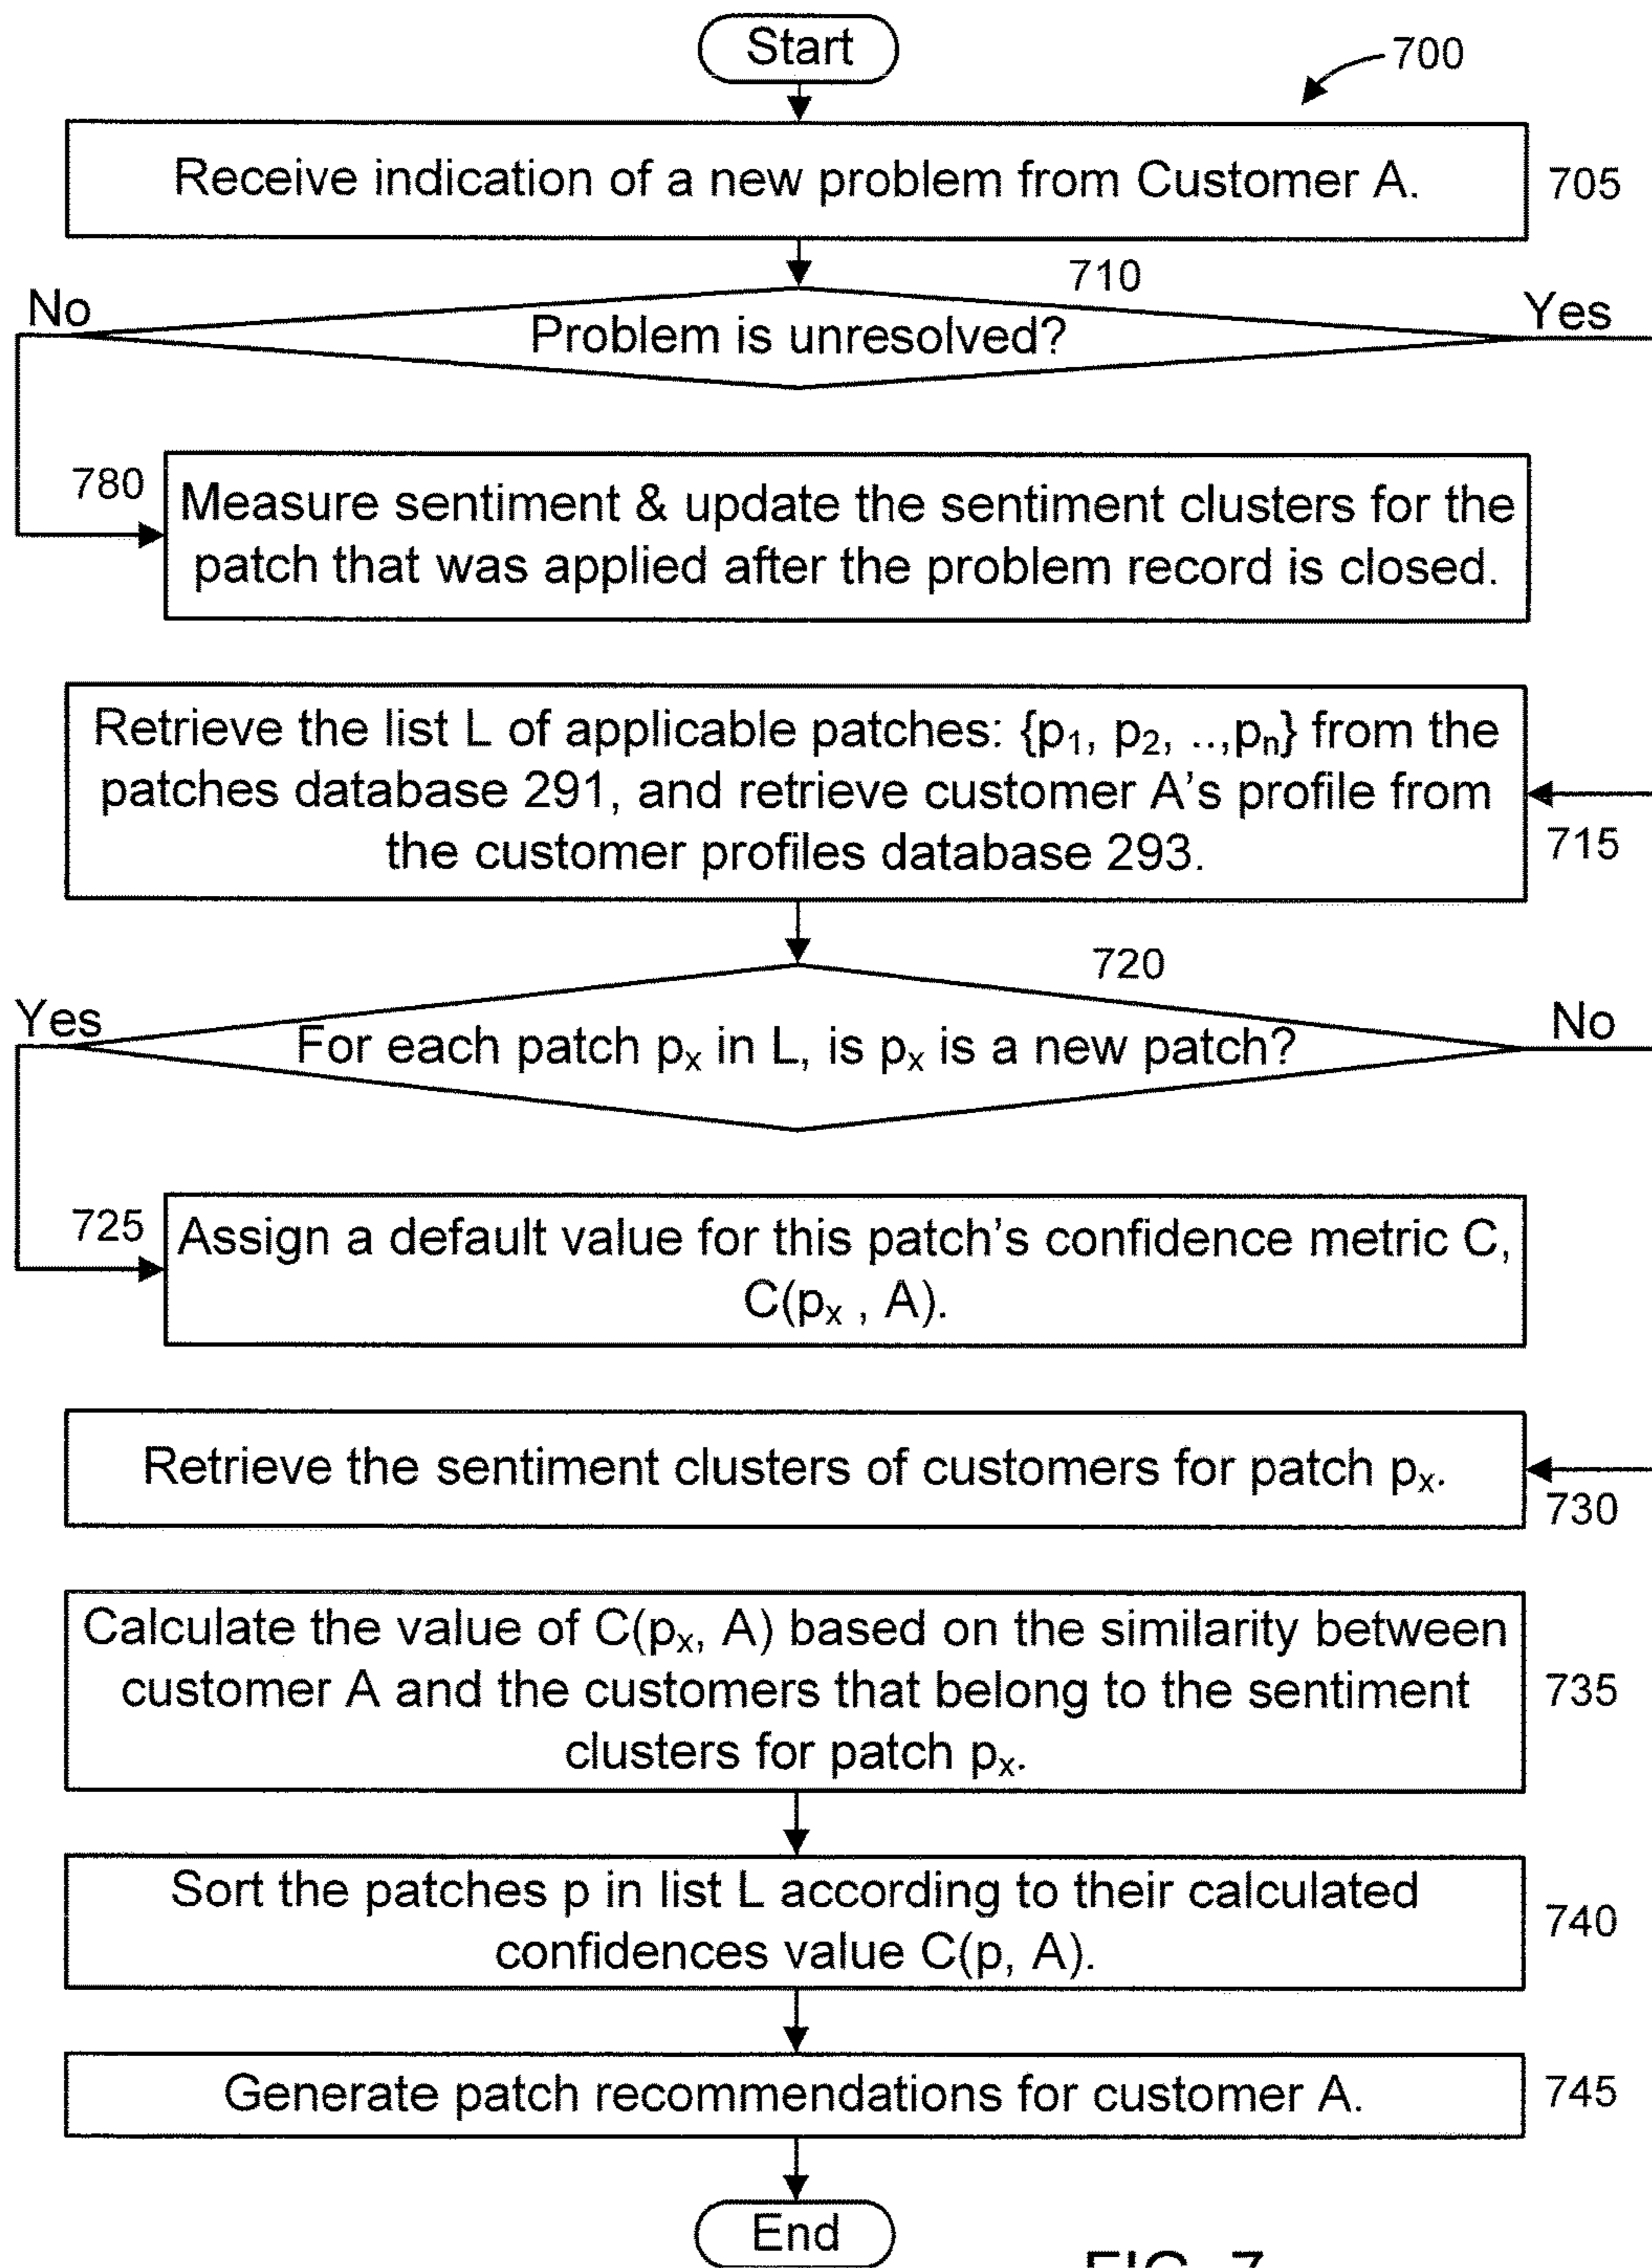 Start
700
Receive indication of a new problem from Customer A.
705
710
No
Yes
Problem is unresolved?
780
Measure sentiment & update the sentiment clusters for the
patch that was applied after the problem record is closed.
Retrieve the list L of applicable patches: {p₁, p₂, ..,pₙ} from the
patches database 291, and retrieve customer A's profile from
the customer profiles database 293.
715
720
Yes
No
For each patch pₓ in L, is pₓ is a new patch?
725
Assign a default value for this patch's confidence metric C,
C(pₓ , A).
Retrieve the sentiment clusters of customers for patch pₓ.
730
Calculate the value of C(pₓ, A) based on the similarity between
customer A and the customers that belong to the sentiment
clusters for patch pₓ.
735
Sort the patches p in list L according to their calculated
confidences value C(p, A).
740
Generate patch recommendations for customer A.
745
End
FIG. 7